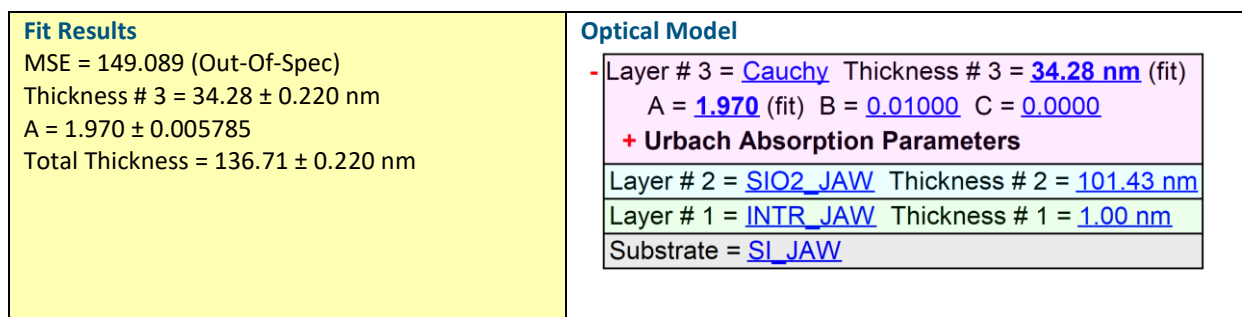 Fit Results
MSE = 149.089 (Out-Of-Spec)
Thickness # 3 = 34.28 ± 0.220 nm
A = 1.970 ± 0.005785
Total Thickness = 136.71 ± 0.220 nm
Optical Model
- Layer # 3 = Cauchy Thickness # 3 = 34.28 nm (fit)
A = 1.970 (fit) B = 0.01000 C = 0.0000
+ Urbach Absorption Parameters
Layer # 2 = SIO2_JAW Thickness # 2 = 101.43 nm
Layer # 1 = INTR_JAW Thickness # 1 = 1.00 nm
Substrate = SI_JAW